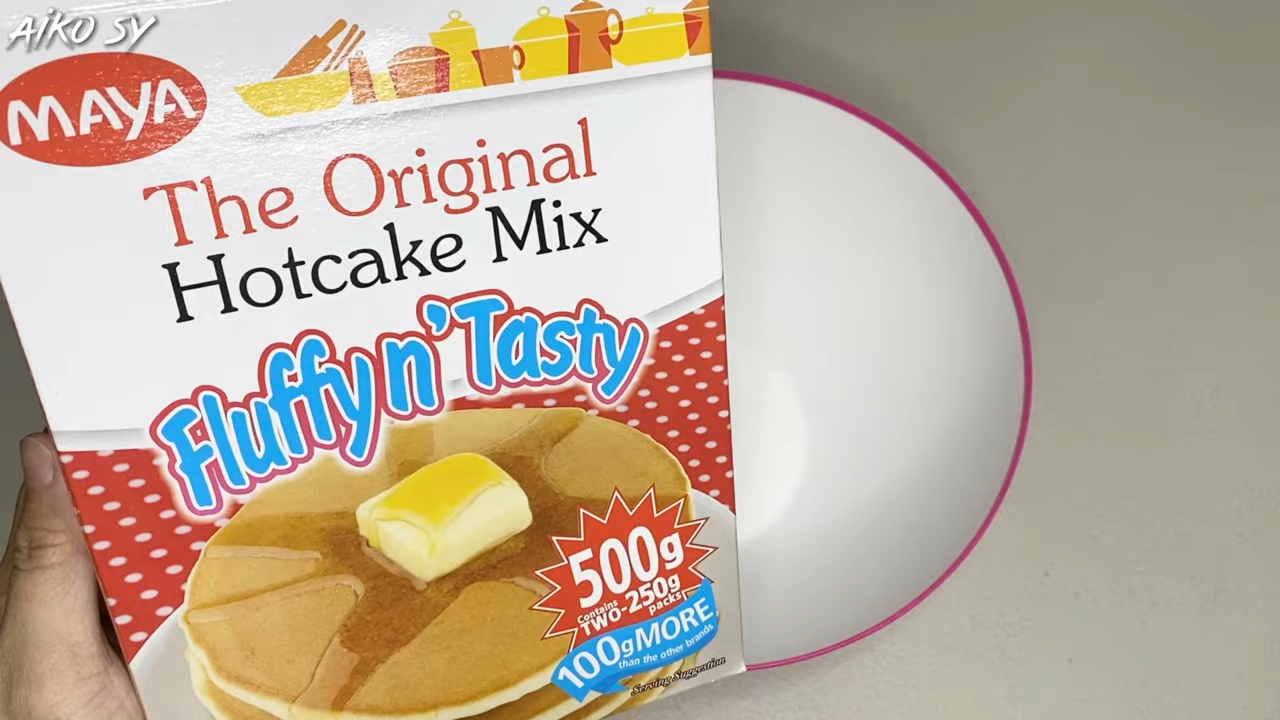 AiKO SY
MAYA
The Original
Hotcake Mix
Fluffy n' Tasty
500g
Contains
TWO-250g
packs
100g MORE
than the other brands
Serving Suggestion